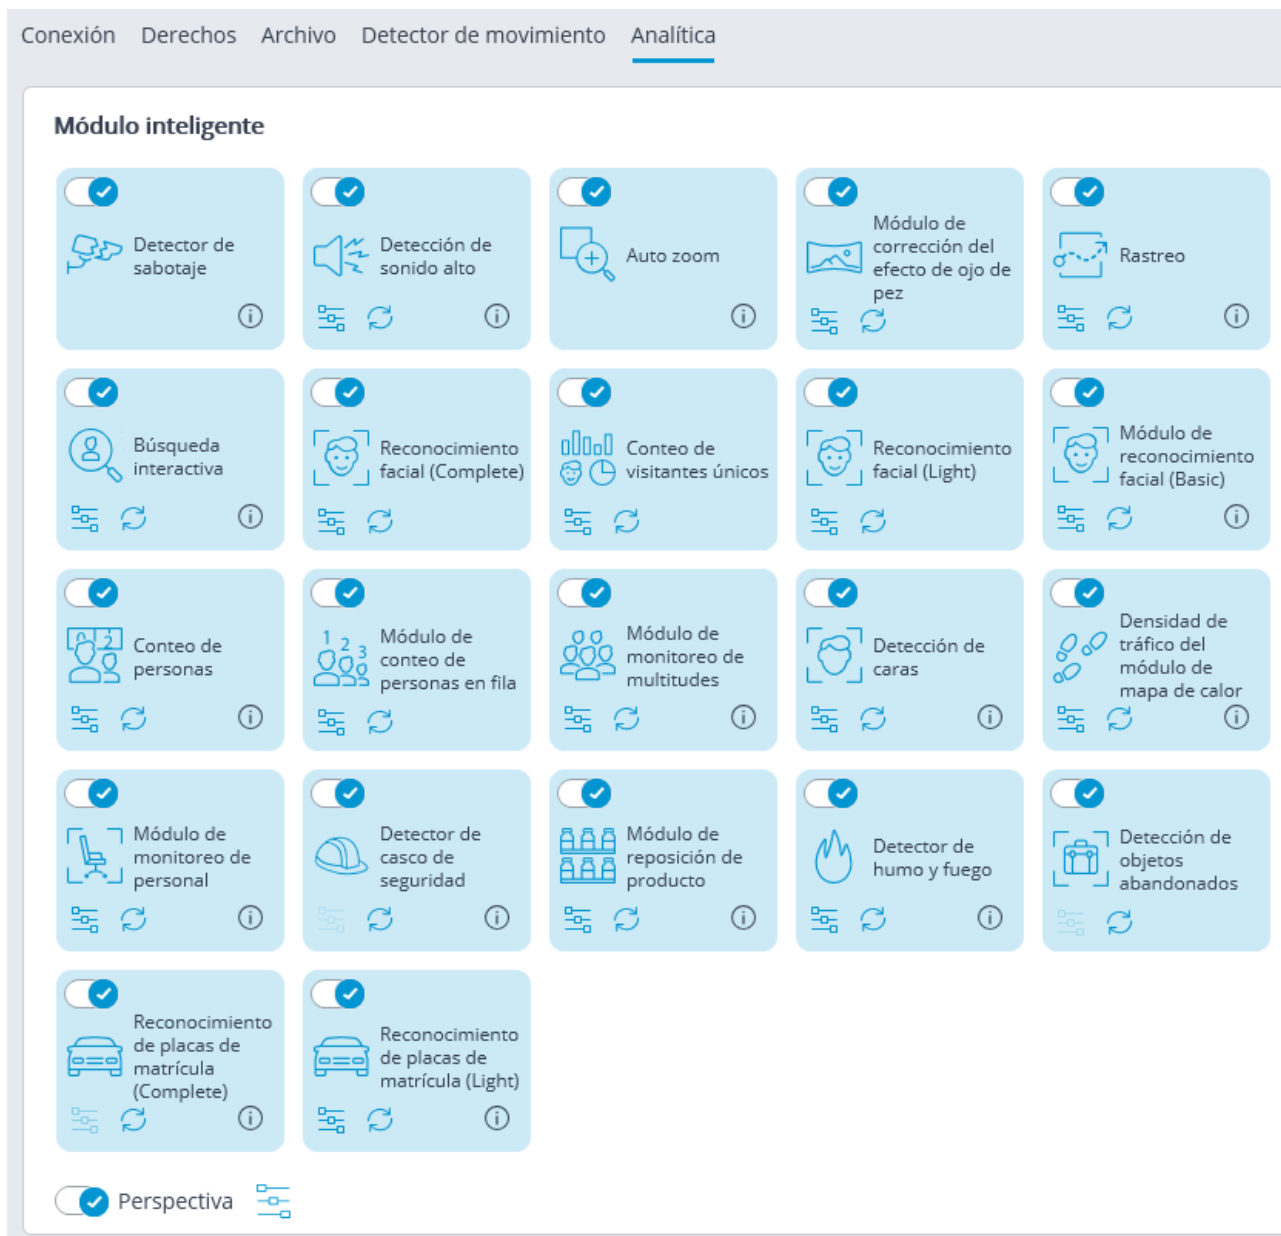 Conexión Derechos Archivo Detector de movimiento Analítica
Módulo inteligente
Detector de
sabotaje
Detección de
sonido alto
Auto zoom
Módulo de
corrección del
efecto de ojo de
pez
Rastreo
Búsqueda
interactiva
Reconocimiento
facial (Complete)
Conteo de
visitantes únicos
Reconocimiento
facial (Light)
Módulo de
reconocimiento
facial (Basic)
Conteo de
personas
1 2 3
Módulo de
conteo de
personas en fila
Módulo de
monitoreo de
multitudes
Detección de
caras
Densidad de
tráfico del
módulo de
mapa de calor
Módulo de
monitoreo de
personal
Detector de
casco de
seguridad
Módulo de
reposición de
producto
Detector de
humo y fuego
Detección de
objetos
abandonados
Reconocimiento
de placas de
matrícula
(Complete)
Reconocimiento
de placas de
matrícula (Light)
Perspectiva